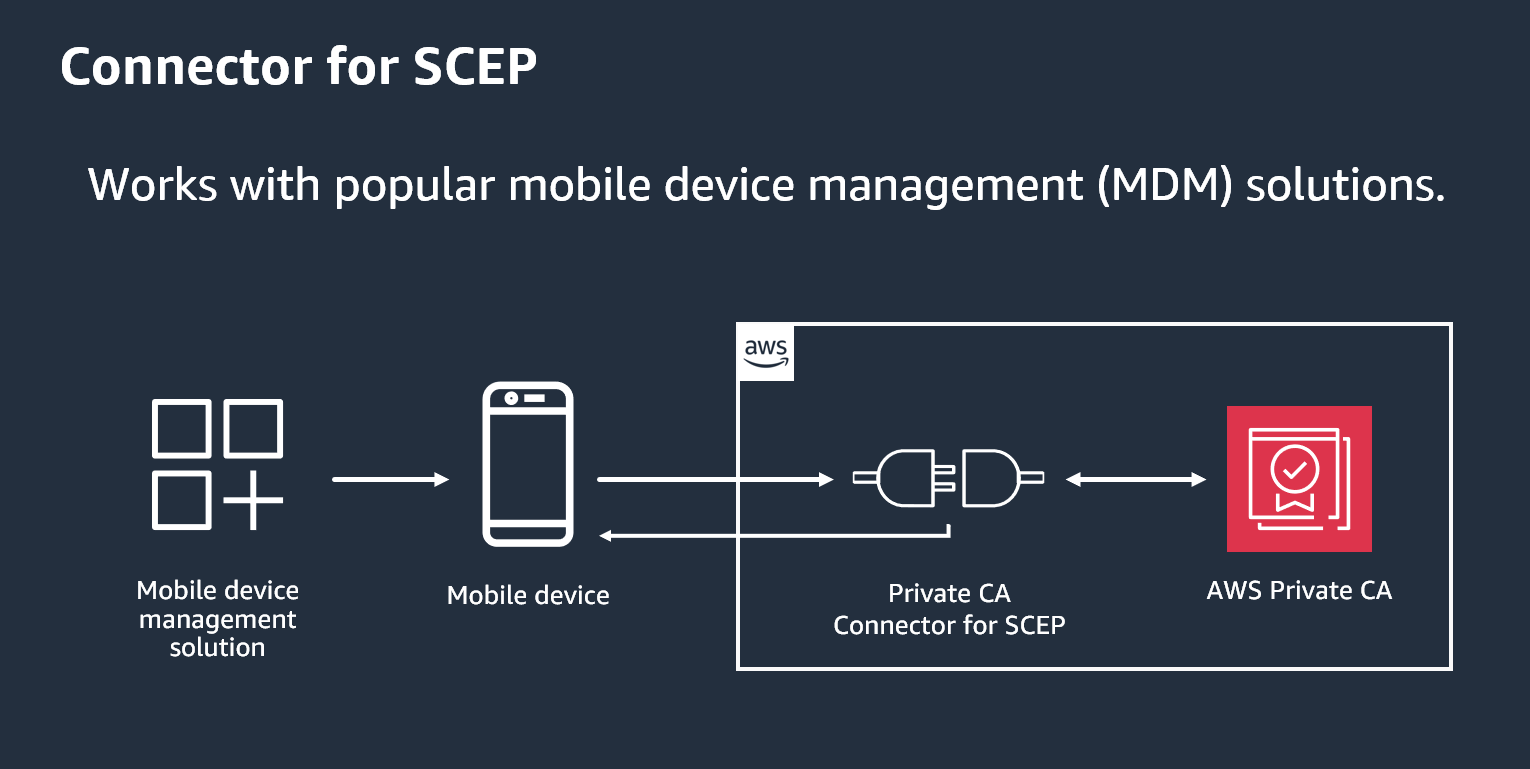 Connector for SCEP
Works with popular mobile device management (MDM) solutions.
aws
Mobile device
management
solution
Mobile device
Private CA
Connector for SCEP
AWS Private CA